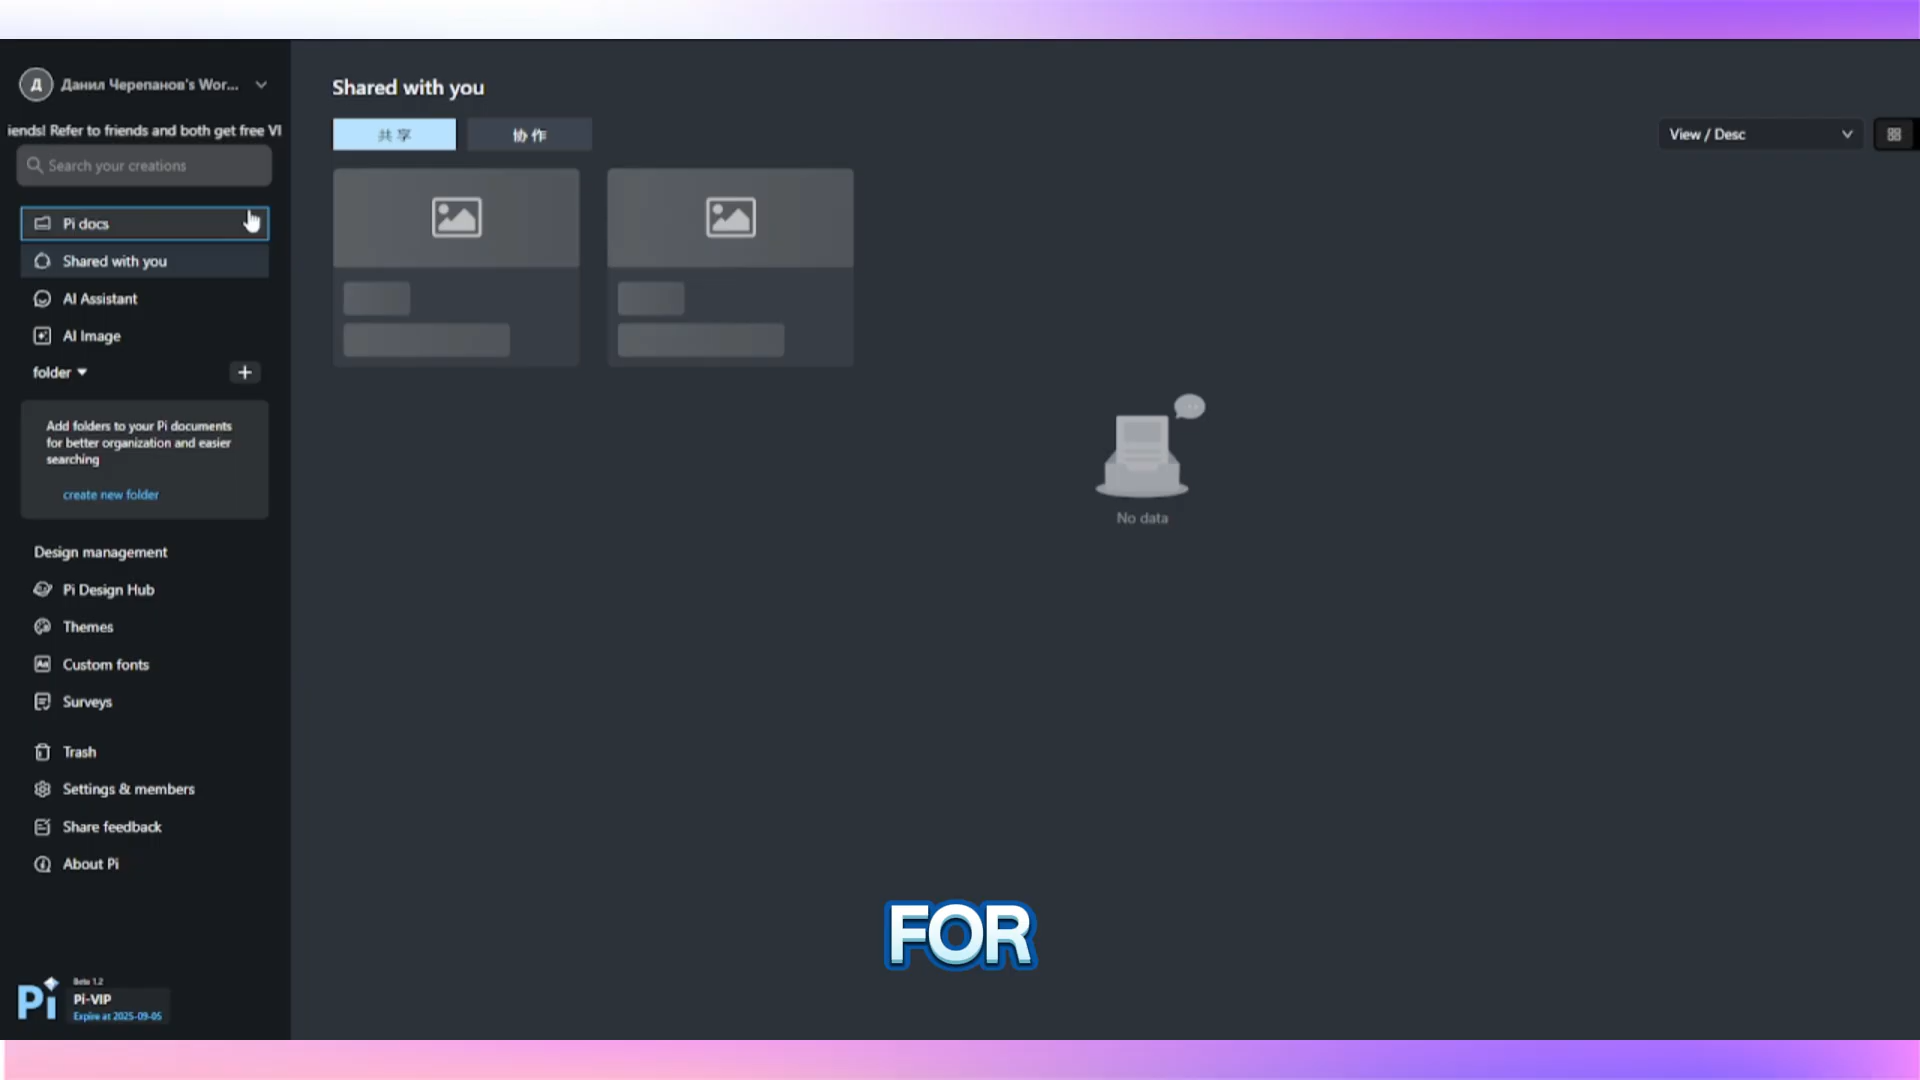 Д
Данил Черепанов's Wor...
iends! Refer to friends and both get free VI
Search your creations
Pi docs
Shared with you
AI Assistant
AI Image
folder
Add folders to your Pi documents
for better organization and easier
searching
create new folder
Design management
Pi Design Hub
Themes
Custom fonts
Surveys
Trash
Settings & members
Share feedback
About Pi
Pi
Beta 1.2
Pi-VIP
Expire at 2025-09-05
Shared with you
共享
协作
View / Desc
No data
FOR